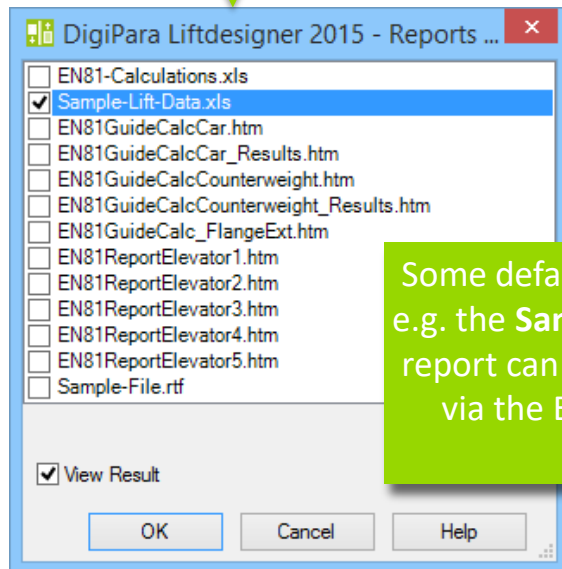 DigiPara Liftdesigner 2015 - Reports ...
EN81-Calculations.xls
Sample-Lift-Data.xls
EN81GuideCalcCar.htm
EN81GuideCalcCar_Results.htm
EN81GuideCalcCounterweight.htm
EN81GuideCalcCounterweight_Results.htm
EN81GuideCalc_FlangeExt.htm
EN81ReportElevator1.htm
EN81ReportElevator2.htm
EN81ReportElevator3.htm
EN81ReportElevator4.htm
EN81ReportElevator5.htm
Sample-File.rtf
Some defa
e.g. the Sar
report can
via the E
View Result
OK Cancel Help